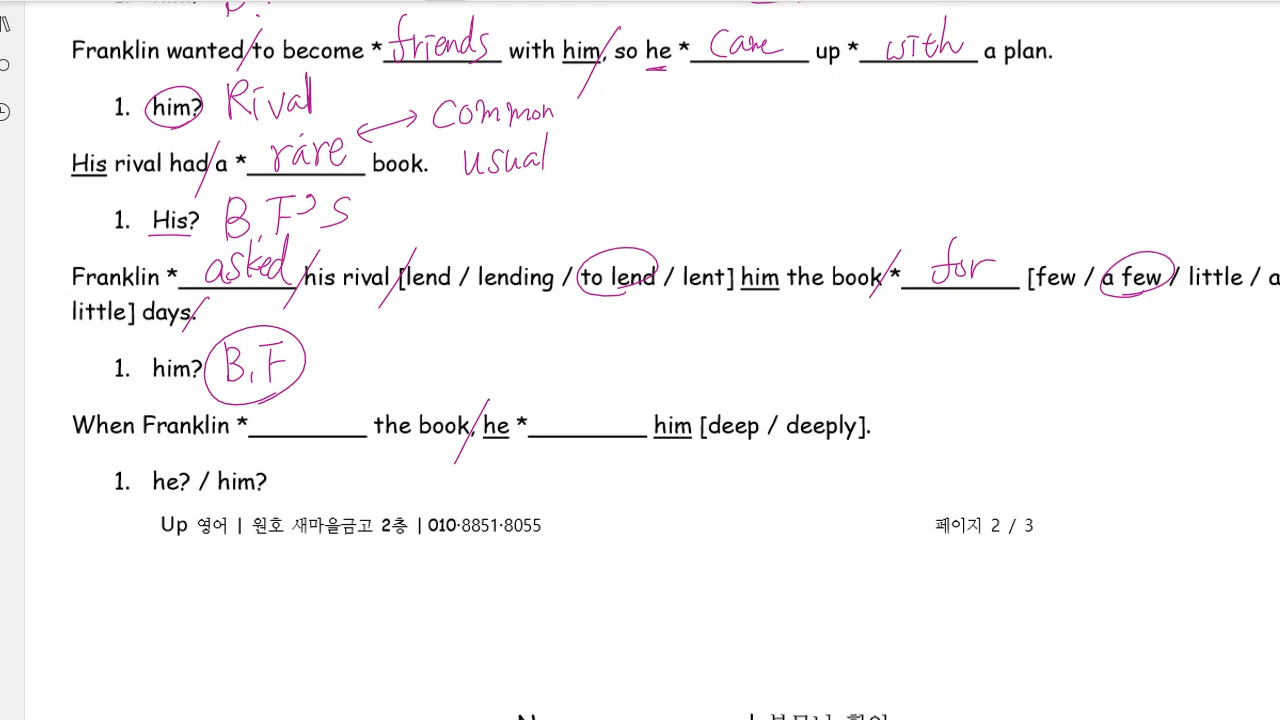 Franklin wanted to become * friends with him, so he * came up * with a plan.
1. him? Rival
common
His rival had a * rare book. usual
1. His? B.F's
Franklin * asked his rival [lend / lending / to lend / lent] him the book * for [few / a few / little / a
little] days.
1. him? B.F
When Franklin *__________ the book, he *__________ him [deep / deeply].
1. he? / him?
Up 영어 | 원호 새마을금고 2층 | 010·8851·8055 페이지 2 / 3